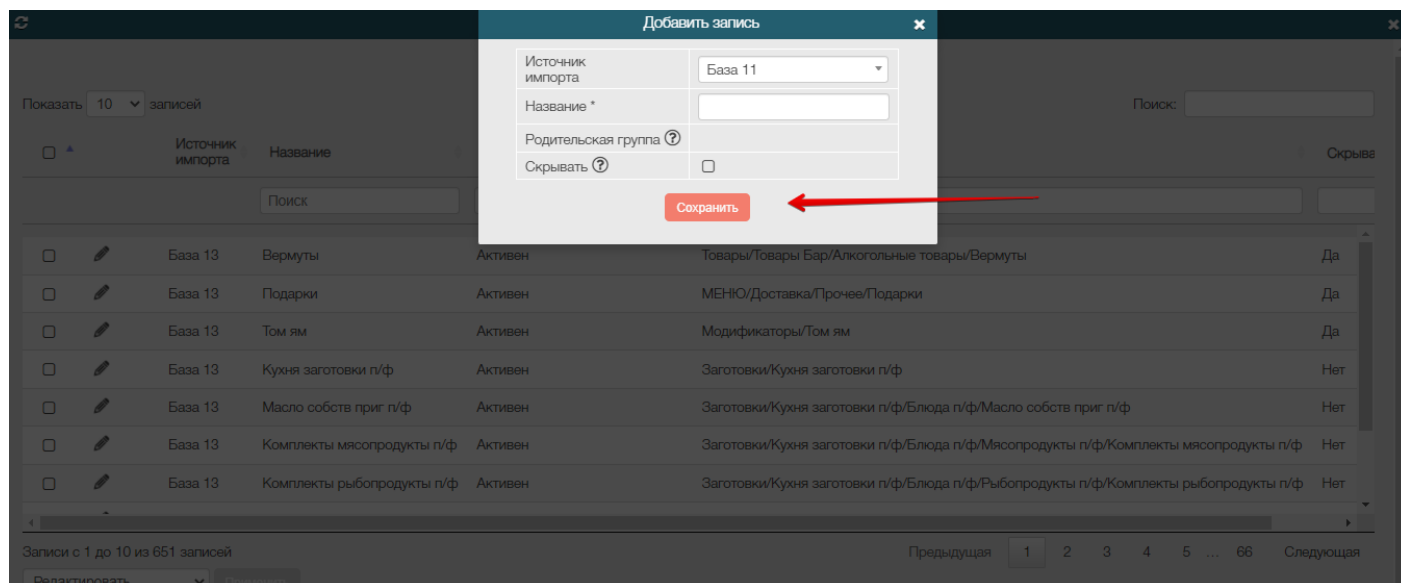 Добавить запись
Источник
импорта
База 11
Название *
Родительская группа ?
Скрывать ?
Сохранить
Показать 10 записей
Поиск:
Источник
импорта
Название
Скрыва
Поиск
База 13 Вермуты Активен Товары/Товары Бар/Алкогольные товары/Вермуты Да
База 13 Подарки Активен МЕНЮ/Доставка/Прочее/Подарки Да
База 13 Том ям Активен Модификаторы/Том ям Да
База 13 Кухня заготовки п/ф Активен Заготовки/Кухня заготовки п/ф Нет
База 13 Масло собств приг п/ф Активен Заготовки/Кухня заготовки п/ф/Блюда п/ф/Масло собств приг п/ф Нет
База 13 Комплекты мясопродукты п/ф Активен Заготовки/Кухня заготовки п/ф/Блюда п/ф/Мясопродукты п/ф/Комплекты мясопродукты п/ф Нет
База 13 Комплекты рыбопродукты п/ф Активен Заготовки/Кухня заготовки п/ф/Блюда п/ф/Рыбопродукты п/ф/Комплекты рыбопродукты п/ф Нет
Записи с 1 до 10 из 651 записей
Предыдущая 1 2 3 4 5 ... 66 Следующая
Редактировать